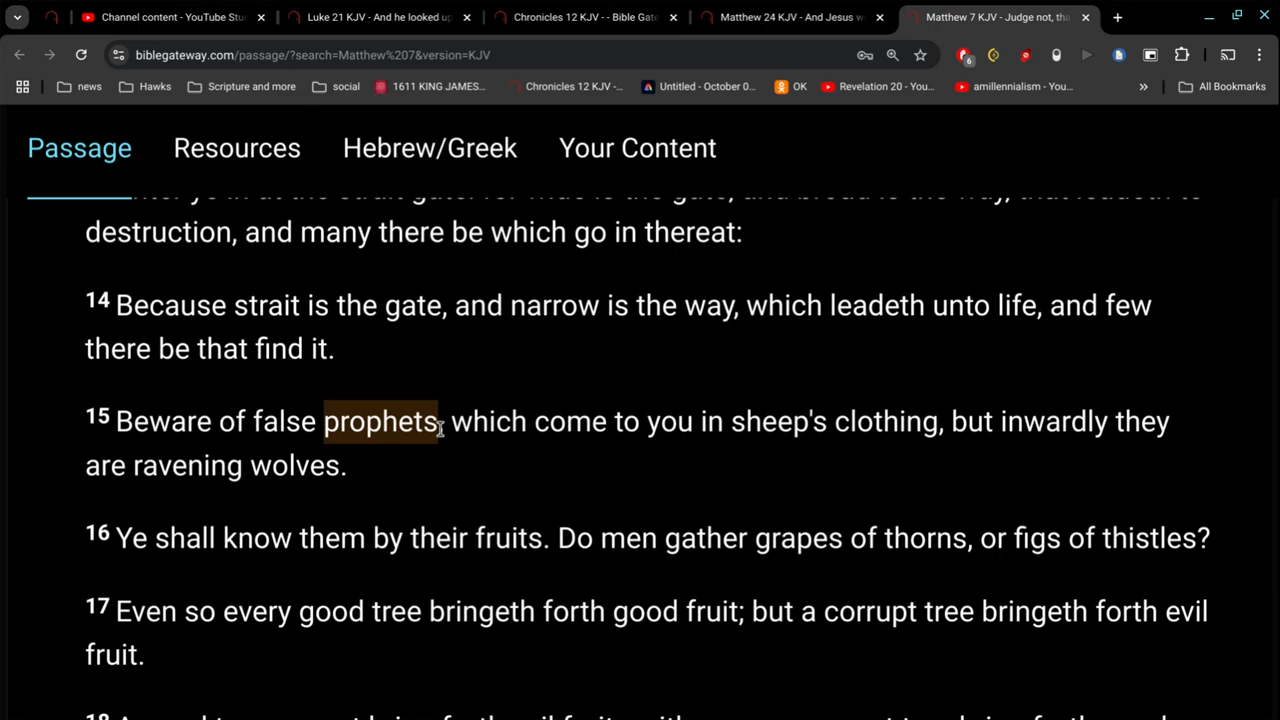 Channel content - YouTube Stu
Luke 21 KJV - And he looked up
Chronicles 12 KJV - - Bible Gate
Matthew 24 KJV - And Jesus w
Matthew 7 KJV - Judge not, tha
biblegateway.com/passage/?search=Matthew%207&version=KJV
6
news
Hawks
Scripture and more
social
1611 KING JAMES...
Chronicles 12 KJV -...
Untitled - October 0...
OK
Revelation 20 - You...
amillennialism - You...
»
All Bookmarks
Passage
Resources
Hebrew/Greek
Your Content
destruction, and many there be which go in thereat:
14 Because strait is the gate, and narrow is the way, which leadeth unto life, and few
there be that find it.
15 Beware of false prophets, which come to you in sheep's clothing, but inwardly they
are ravening wolves.
16 Ye shall know them by their fruits. Do men gather grapes of thorns, or figs of thistles?
17 Even so every good tree bringeth forth good fruit; but a corrupt tree bringeth forth evil
fruit.
18